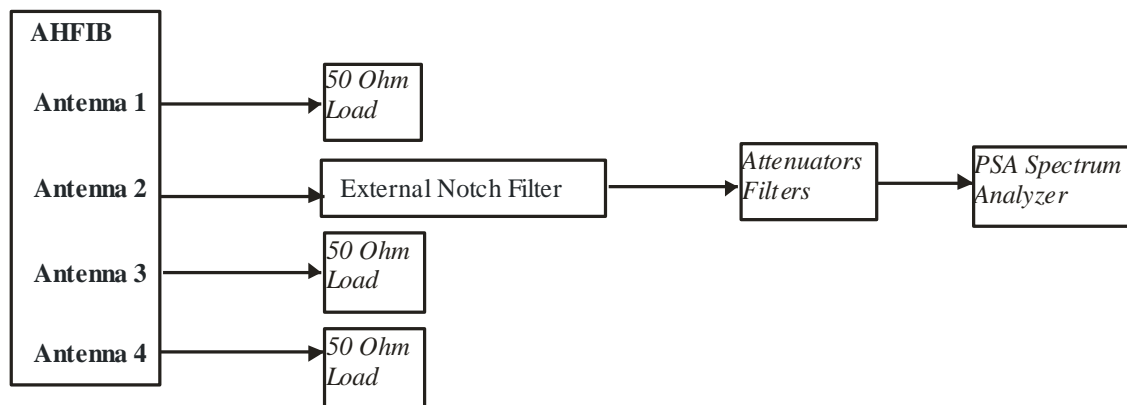 AHFIB
Antenna 1
50 Ohm
Load
Antenna 2
External Notch Filter
Attenuators
Filters
PSA Spectrum
Analyzer
Antenna 3
50 Ohm
Load
Antenna 4
50 Ohm
Load